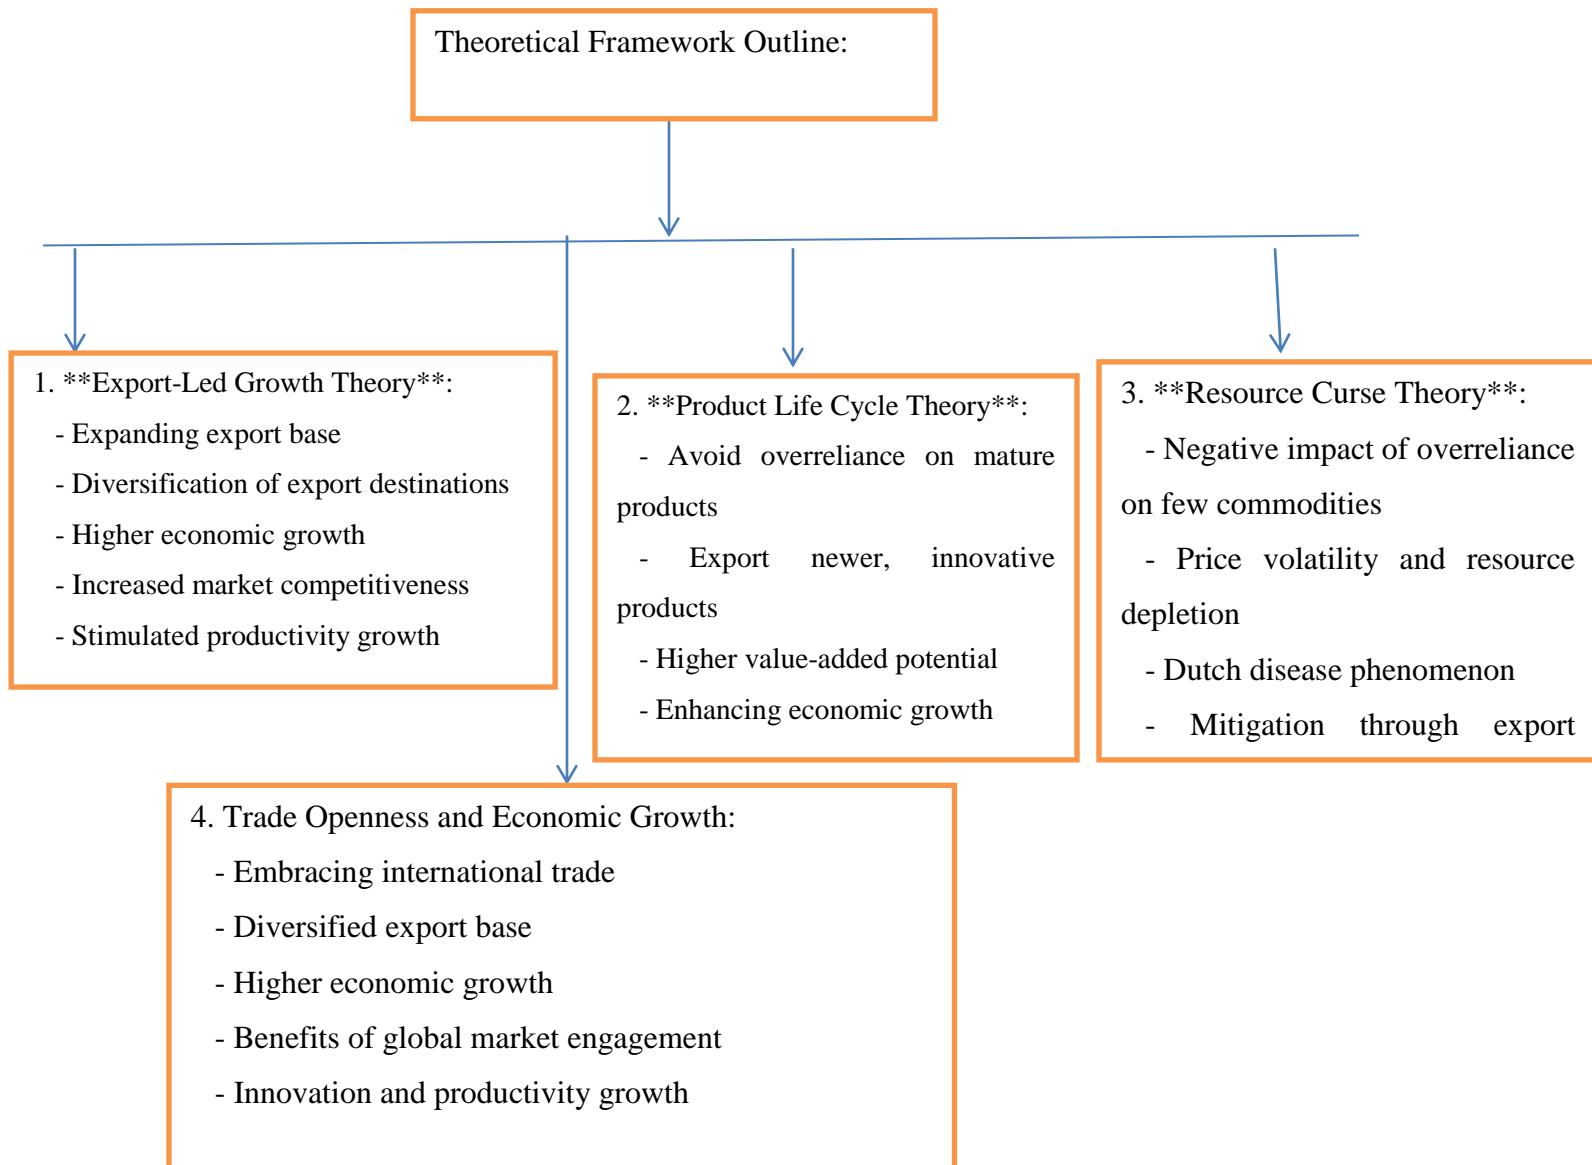 Theoretical Framework Outline:
1. **Export-Led Growth Theory**:
- Expanding export base
- Diversification of export destinations
- Higher economic growth
- Increased market competitiveness
- Stimulated productivity growth
2. **Product Life Cycle Theory**:
- Avoid overreliance on mature
products
- Export newer, innovative
products
- Higher value-added potential
- Enhancing economic growth
3. **Resource Curse Theory**:
- Negative impact of overreliance
on few commodities
- Price volatility and resource
depletion
- Dutch disease phenomenon
- Mitigation through export
4. Trade Openness and Economic Growth:
- Embracing international trade
- Diversified export base
- Higher economic growth
- Benefits of global market engagement
- Innovation and productivity growth